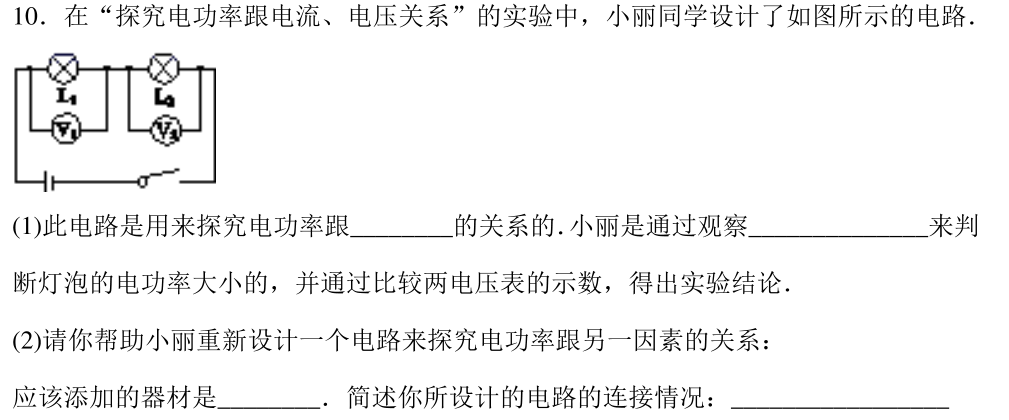 10．在“探究电功率跟电流、电压关系”的实验中，小丽同学设计了如图所示的电路．
L₁ L₂
V₁ V₂
(1)此电路是用来探究电功率跟________的关系的．小丽是通过观察______________来判
断灯泡的电功率大小的，并通过比较两电压表的示数，得出实验结论．
(2)请你帮助小丽重新设计一个电路来探究电功率跟另一因素的关系：
应该添加的器材是________．简述你所设计的电路的连接情况：_________________